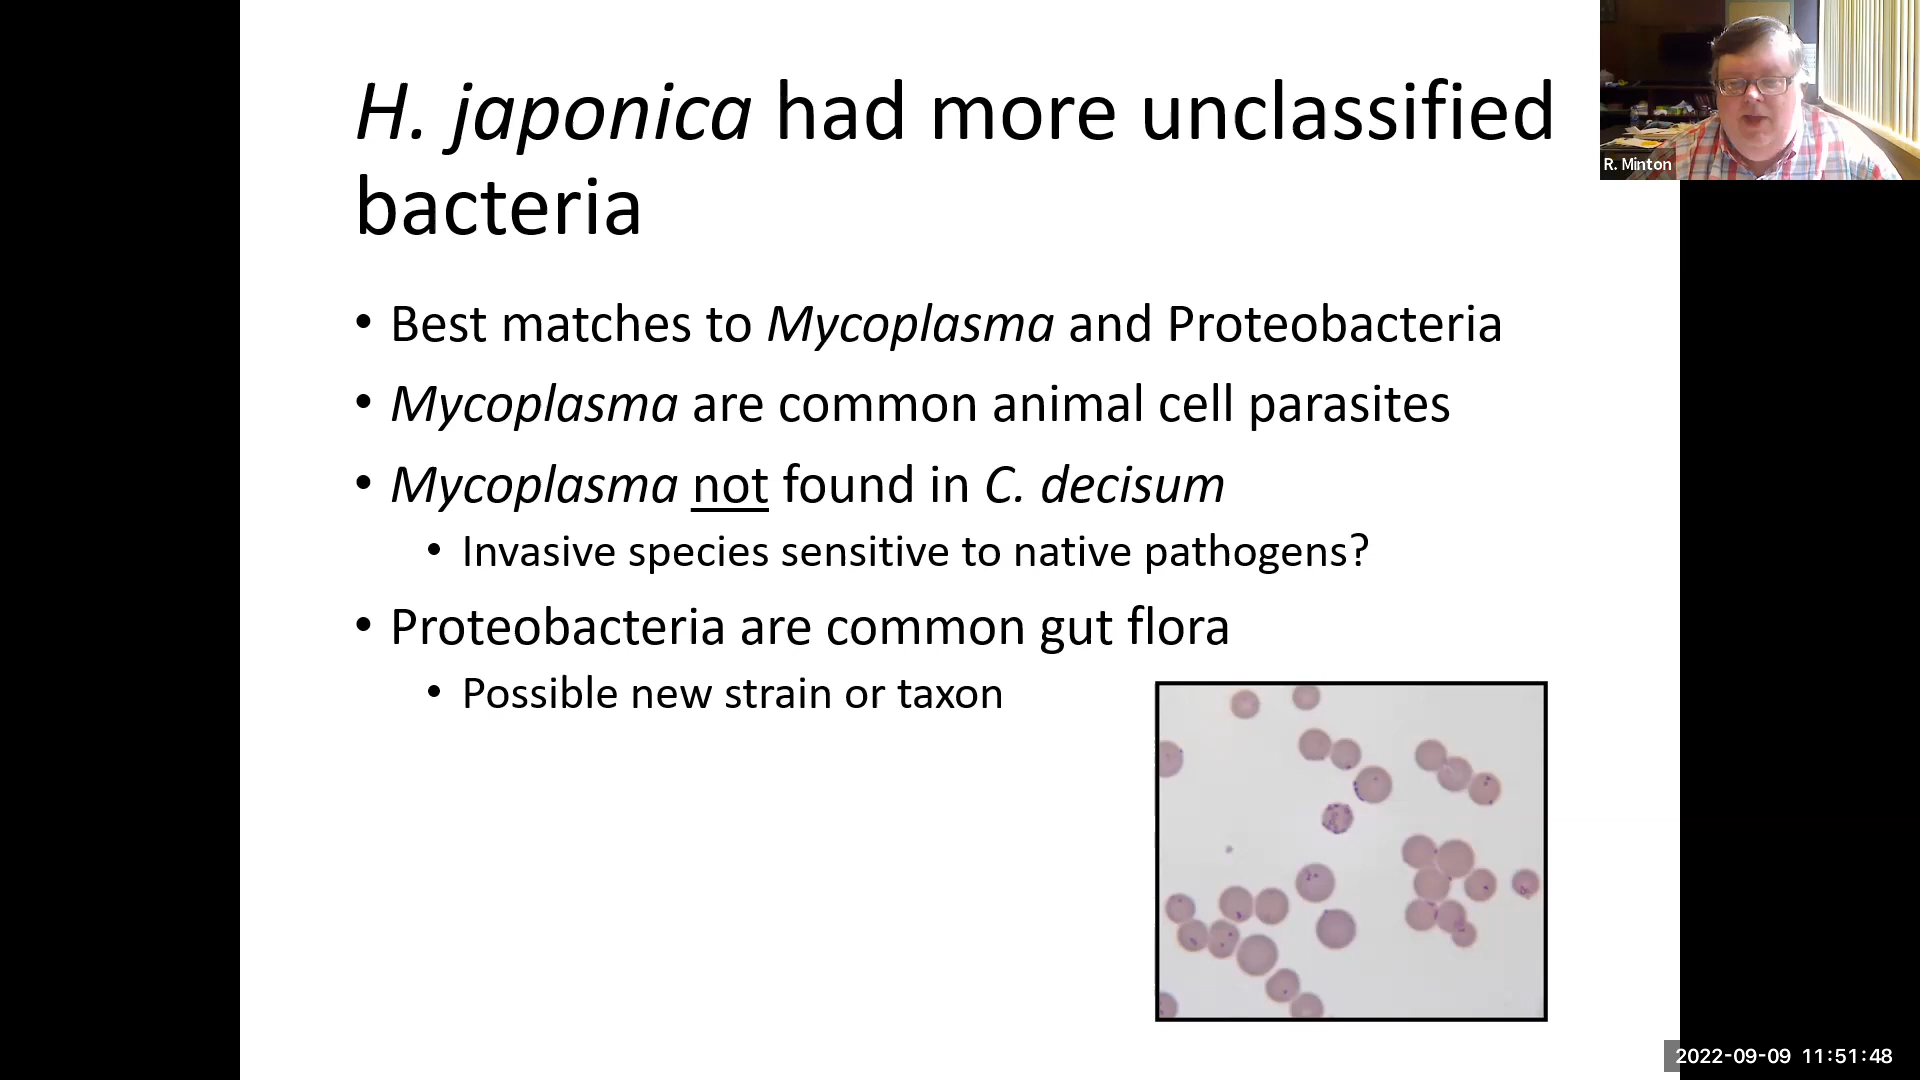 H. japonica had more unclassified
bacteria
• Best matches to Mycoplasma and Proteobacteria
• Mycoplasma are common animal cell parasites
• Mycoplasma not found in C. decisum
• Invasive species sensitive to native pathogens?
• Proteobacteria are common gut flora
• Possible new strain or taxon
R. Minton
2022-09-09 11:51:48